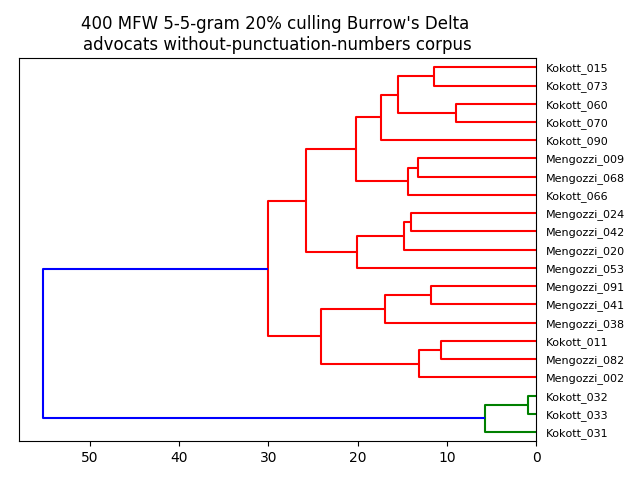 400 MFW 5-5-gram 20% culling Burrow's Delta
advocats without-punctuation-numbers corpus
Kokott_015
Kokott_073
Kokott_060
Kokott_070
Kokott_090
Mengozzi_009
Mengozzi_068
Kokott_066
Mengozzi_024
Mengozzi_042
Mengozzi_020
Mengozzi_053
Mengozzi_091
Mengozzi_041
Mengozzi_038
Kokott_011
Mengozzi_082
Mengozzi_002
Kokott_032
Kokott_033
Kokott_031
50 40 30 20 10 0